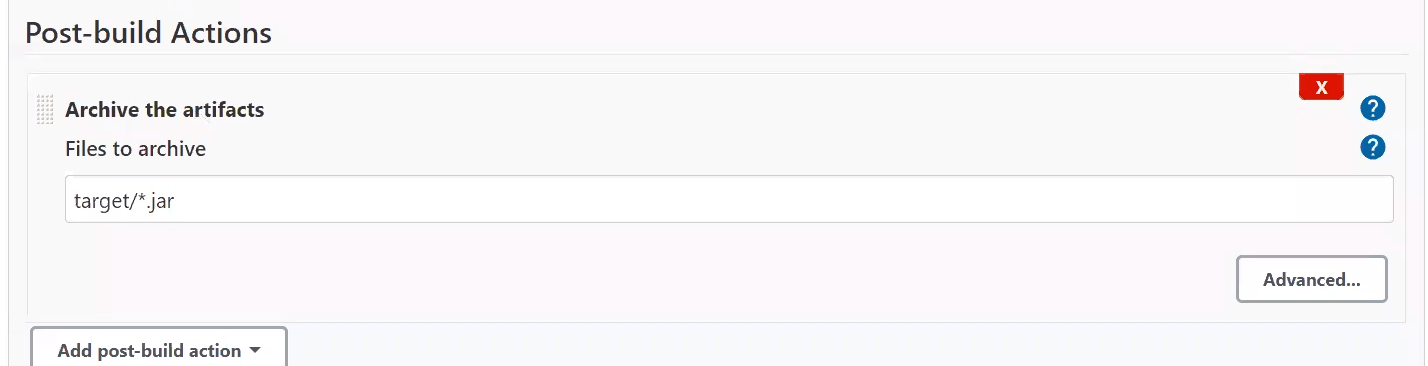 Post-build Actions
X
Archive the artifacts
?
Files to archive
?
target/*.jar
Advanced...
Add post-build action